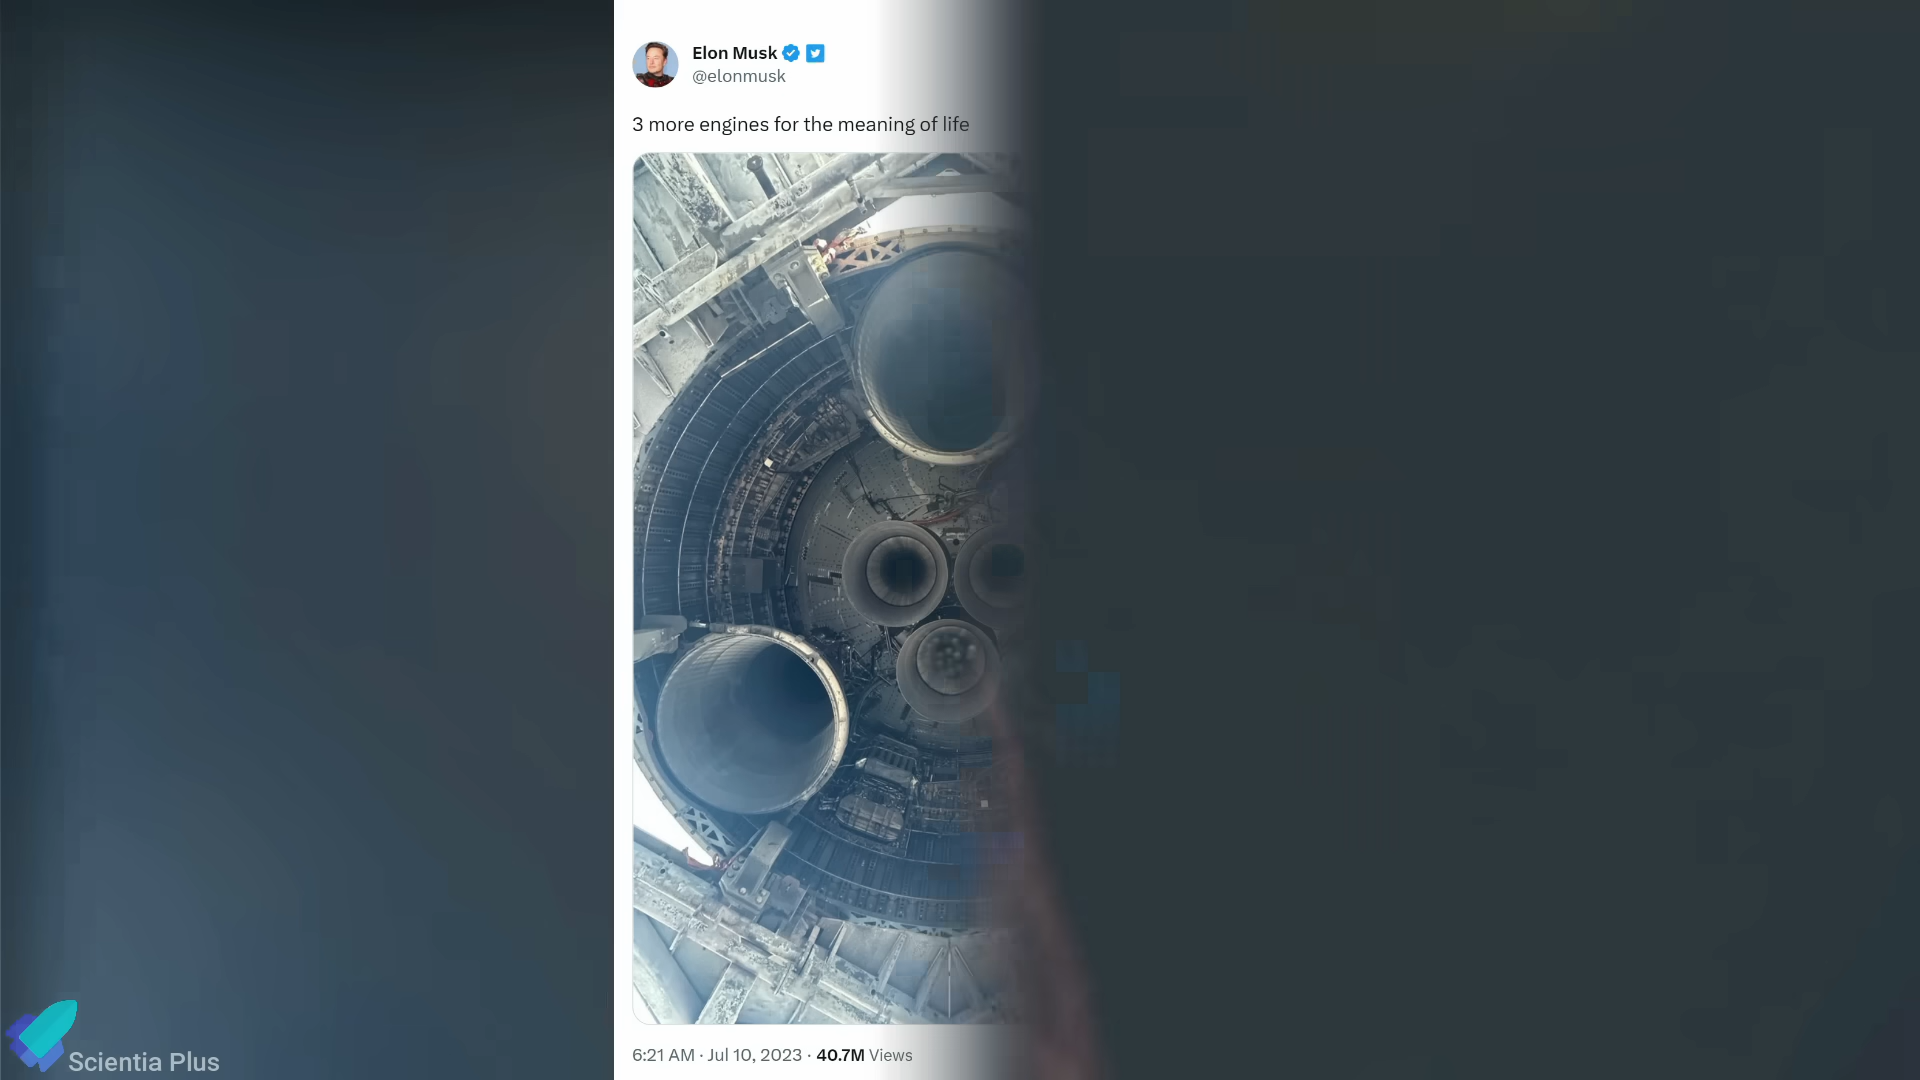 Elon Musk
@elonmusk
3 more engines for the meaning of life
6:21 AM · Jul 10, 2023 · 40.7M Views
Scientia Plus